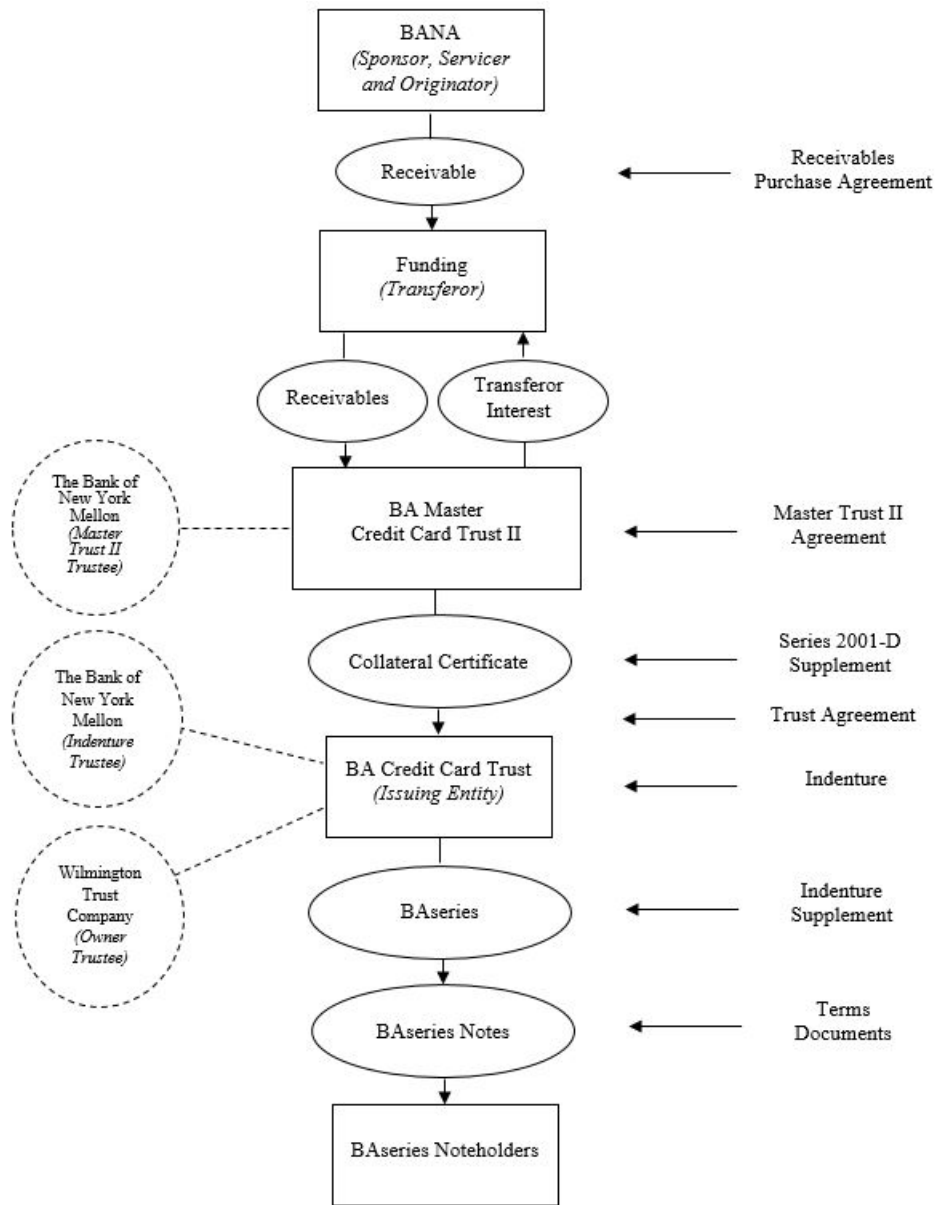 BANA
(Sponsor, Servicer
and Originator)
Receivable
Receivables
Purchase Agreement
Funding
(Transferor)
Receivables
Transferor
Interest
The Bank of
New York
Mellon
(Master
Trust II
Trustee)
BA Master
Credit Card Trust II
Master Trust II
Agreement
Collateral Certificate
Series 2001-D
Supplement
The Bank of
New York
Mellon
(Indenture
Trustee)
Trust Agreement
BA Credit Card Trust
(Issuing Entity)
Indenture
Wilmington
Trust
Company
(Owner
Trustee)
BAseries
Indenture
Supplement
BAseries Notes
Terms
Documents
BAseries Noteholders